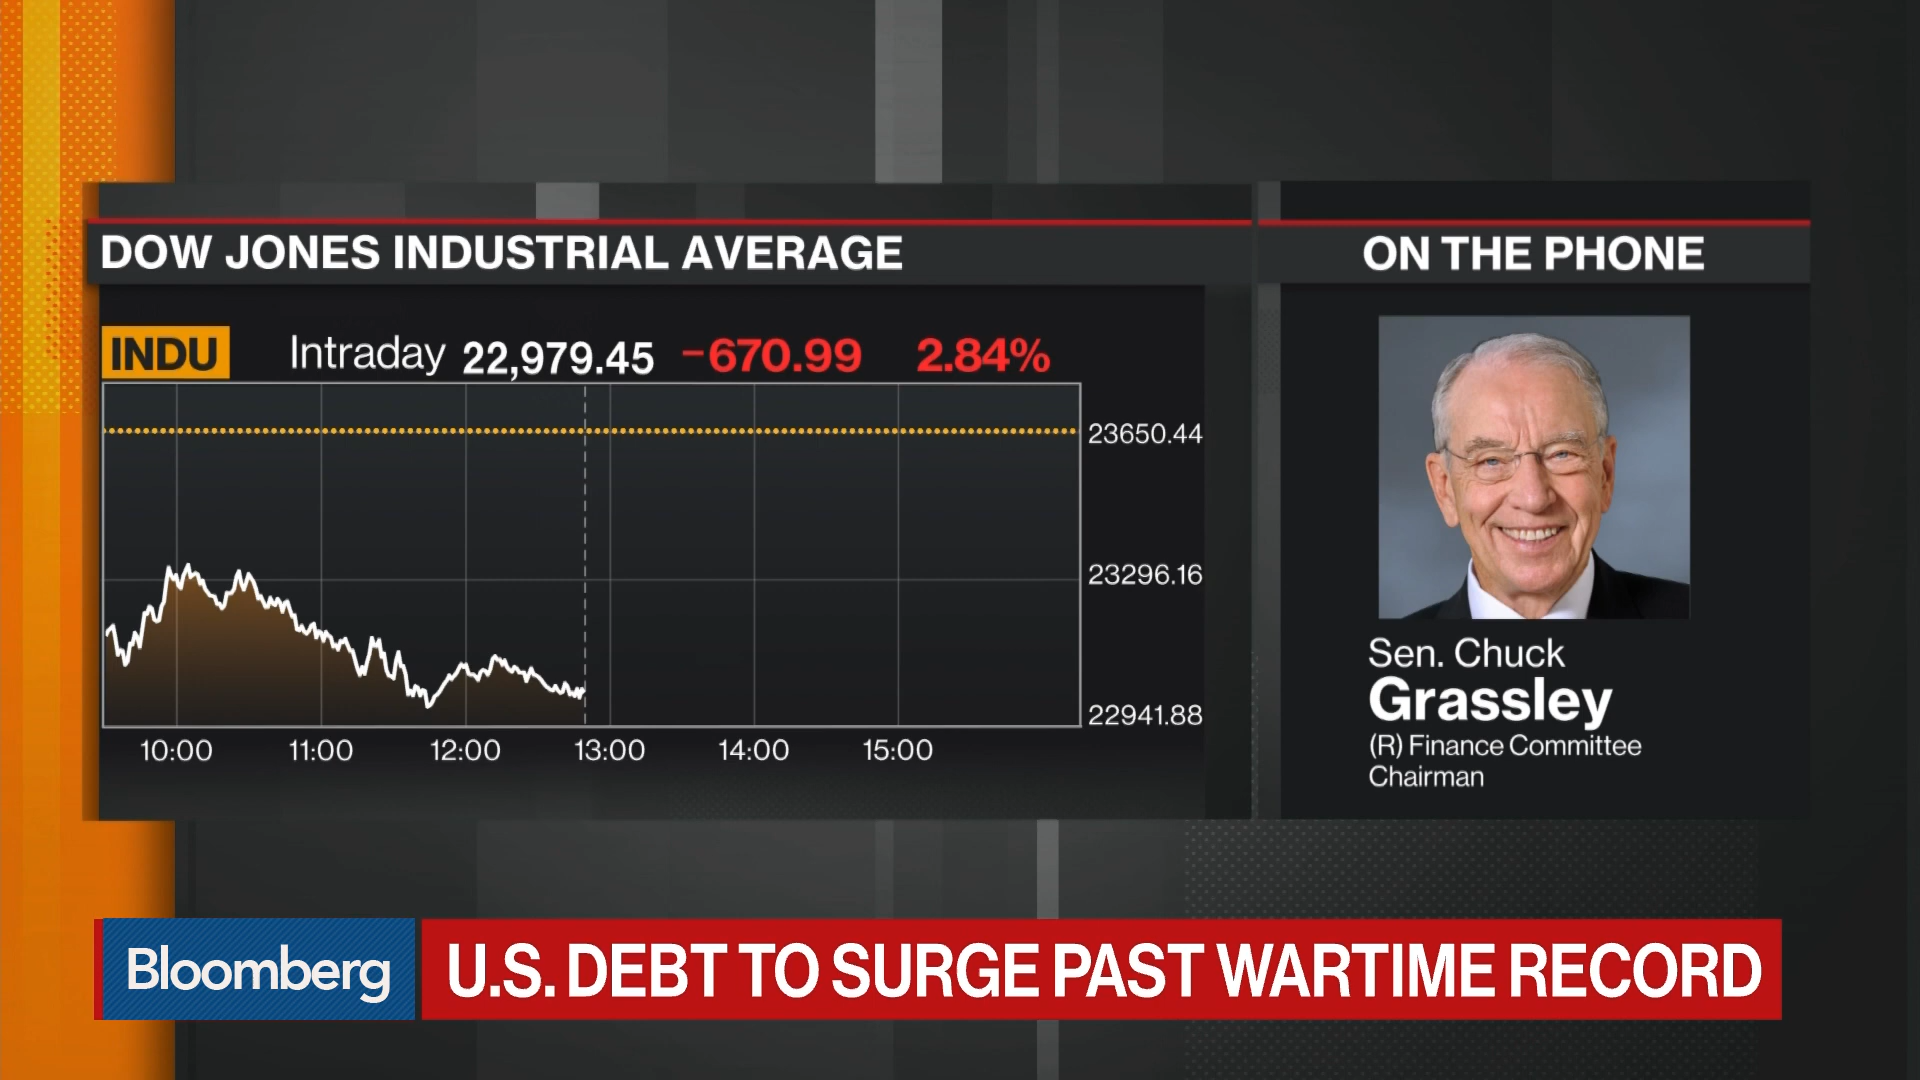 DOW JONES INDUSTRIAL AVERAGE
INDU Intraday 22,979.45 -670.99 2.84%
23650.44
23296.16
22941.88
10:00 11:00 12:00 13:00 14:00 15:00
ON THE PHONE
Sen. Chuck
Grassley
(R) Finance Committee
Chairman
Bloomberg
U.S. DEBT TO SURGE PAST WARTIME RECORD